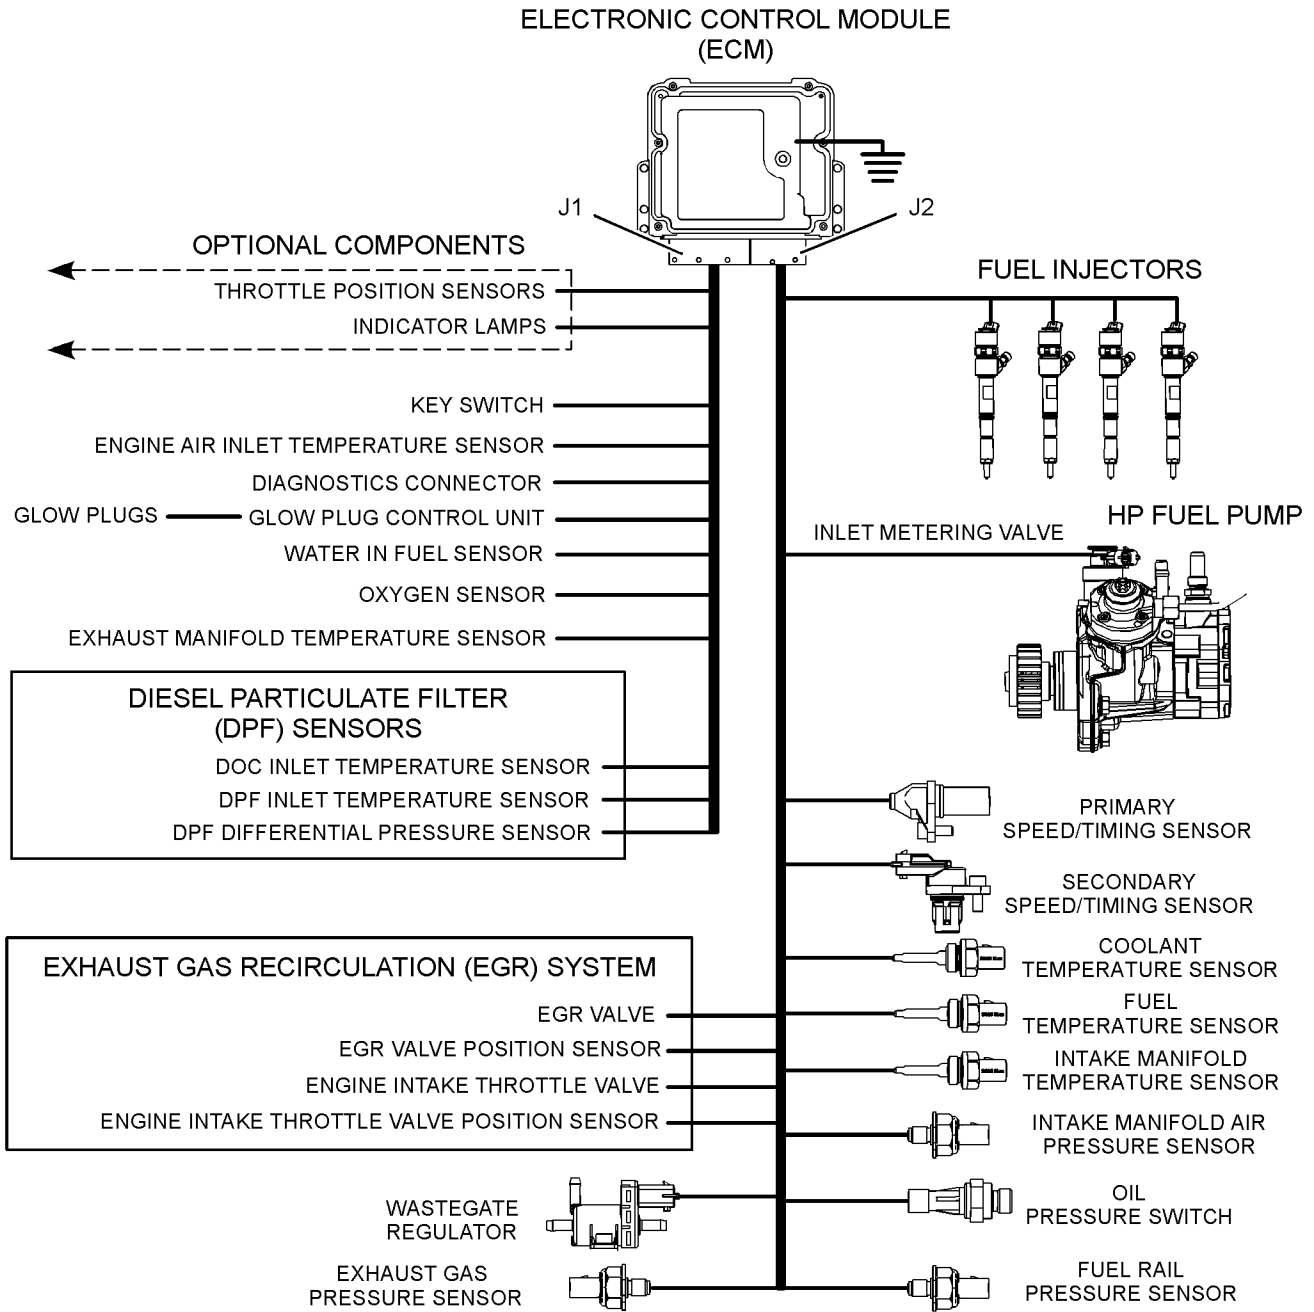 ELECTRONIC CONTROL MODULE
(ECM)
J1
J2
OPTIONAL COMPONENTS
THROTTLE POSITION SENSORS
INDICATOR LAMPS
KEY SWITCH
ENGINE AIR INLET TEMPERATURE SENSOR
DIAGNOSTICS CONNECTOR
GLOW PLUGS
GLOW PLUG CONTROL UNIT
WATER IN FUEL SENSOR
OXYGEN SENSOR
EXHAUST MANIFOLD TEMPERATURE SENSOR
DIESEL PARTICULATE FILTER
(DPF) SENSORS
DOC INLET TEMPERATURE SENSOR
DPF INLET TEMPERATURE SENSOR
DPF DIFFERENTIAL PRESSURE SENSOR
EXHAUST GAS RECIRCULATION (EGR) SYSTEM
EGR VALVE
EGR VALVE POSITION SENSOR
ENGINE INTAKE THROTTLE VALVE
ENGINE INTAKE THROTTLE VALVE POSITION SENSOR
WASTEGATE
REGULATOR
EXHAUST GAS
PRESSURE SENSOR
FUEL INJECTORS
HP FUEL PUMP
INLET METERING VALVE
PRIMARY
SPEED/TIMING SENSOR
SECONDARY
SPEED/TIMING SENSOR
COOLANT
TEMPERATURE SENSOR
FUEL
TEMPERATURE SENSOR
INTAKE MANIFOLD
TEMPERATURE SENSOR
INTAKE MANIFOLD AIR
PRESSURE SENSOR
OIL
PRESSURE SWITCH
FUEL RAIL
PRESSURE SENSOR